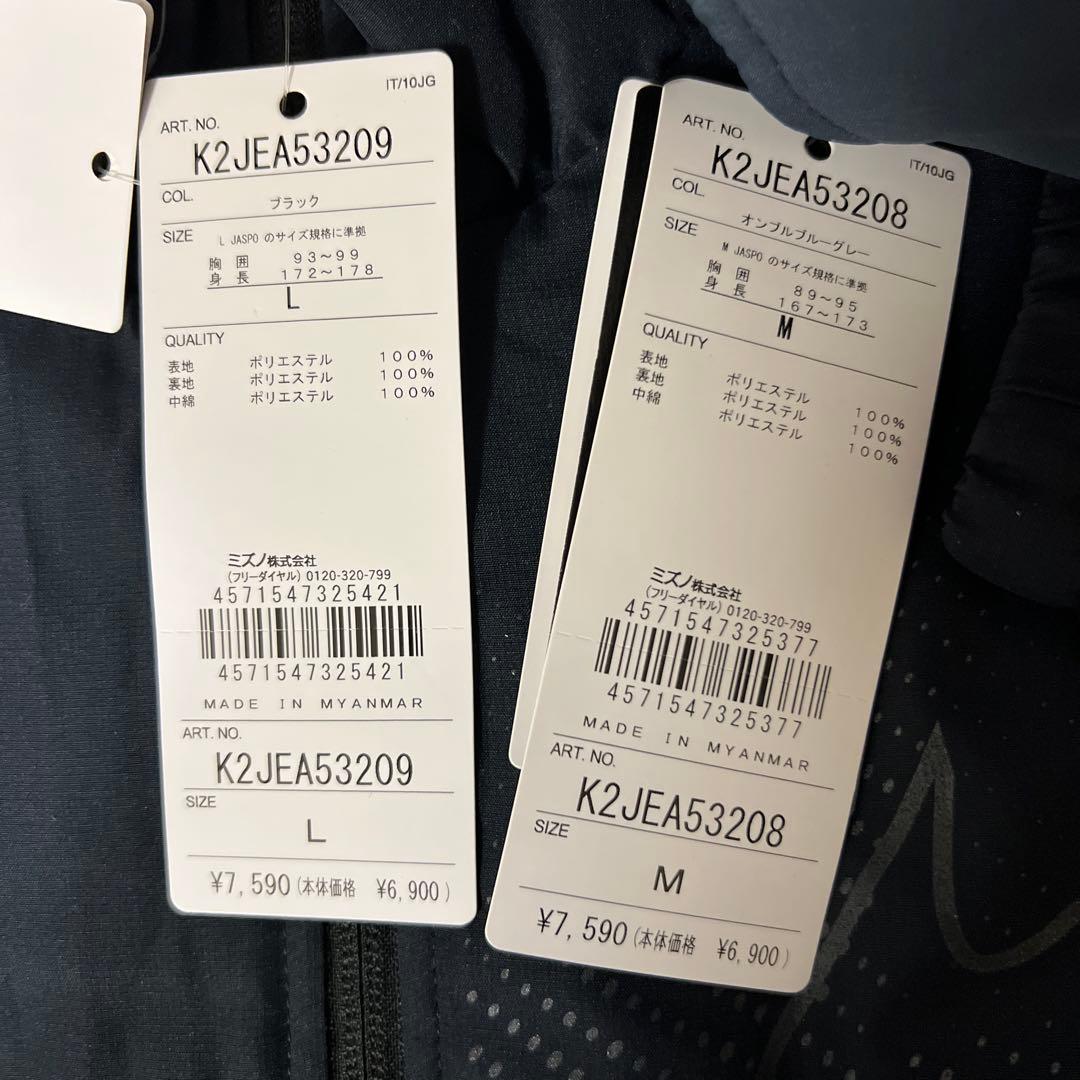 IT/10JG
ART. NO.
K2JEA53209
COL.
ブラック
SIZE
L JASPO のサイズ規格に準拠
胸囲 93～99
身長 172～178
L
QUALITY
表地 ポリエステル 100%
裏地 ポリエステル 100%
中綿 ポリエステル 100%
ミズノ株式会社
(フリーダイヤル) 0120-320-799
4571547325421
4571547325421
MADE IN MYANMAR
ART. NO.
K2JEA53209
SIZE
L
¥7,590(本体価格 ¥6,900)
IT/10JG
ART. NO.
K2JEA53208
COL.
オンブルブルーグレー
SIZE
M JASPO のサイズ規格に準拠
胸囲 89～95
身長 167～173
M
QUALITY
表地 ポリエステル 100%
裏地 ポリエステル 100%
中綿 ポリエステル 100%
ミズノ株式会社
(フリーダイヤル) 0120-320-799
4571547325377
4571547325377
MADE IN MYANMAR
ART. NO.
K2JEA53208
SIZE
M
¥7,590(本体価格 ¥6,900)